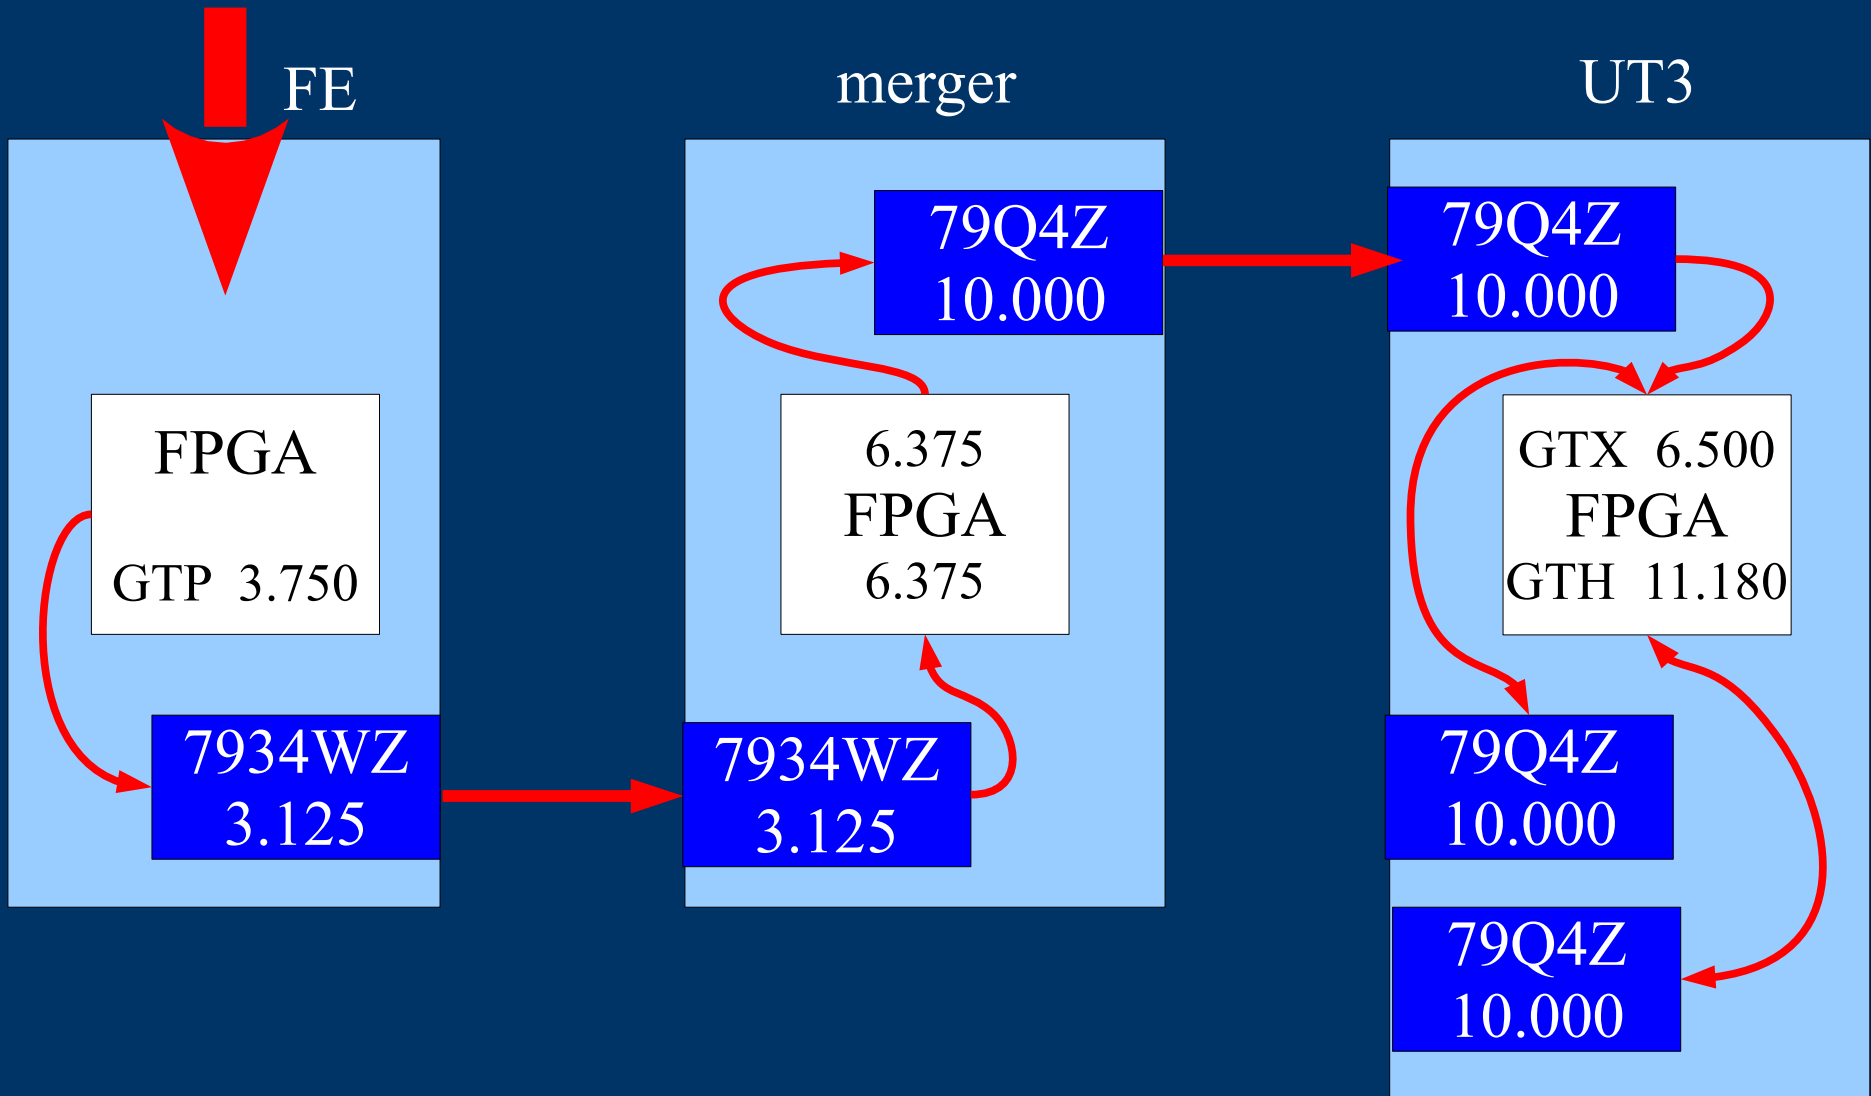 FE
FPGA
GTP 3.750
7934WZ
3.125
merger
79Q4Z
10.000
6.375
FPGA
6.375
7934WZ
3.125
UT3
79Q4Z
10.000
GTX 6.500
FPGA
GTH 11.180
79Q4Z
10.000
79Q4Z
10.000